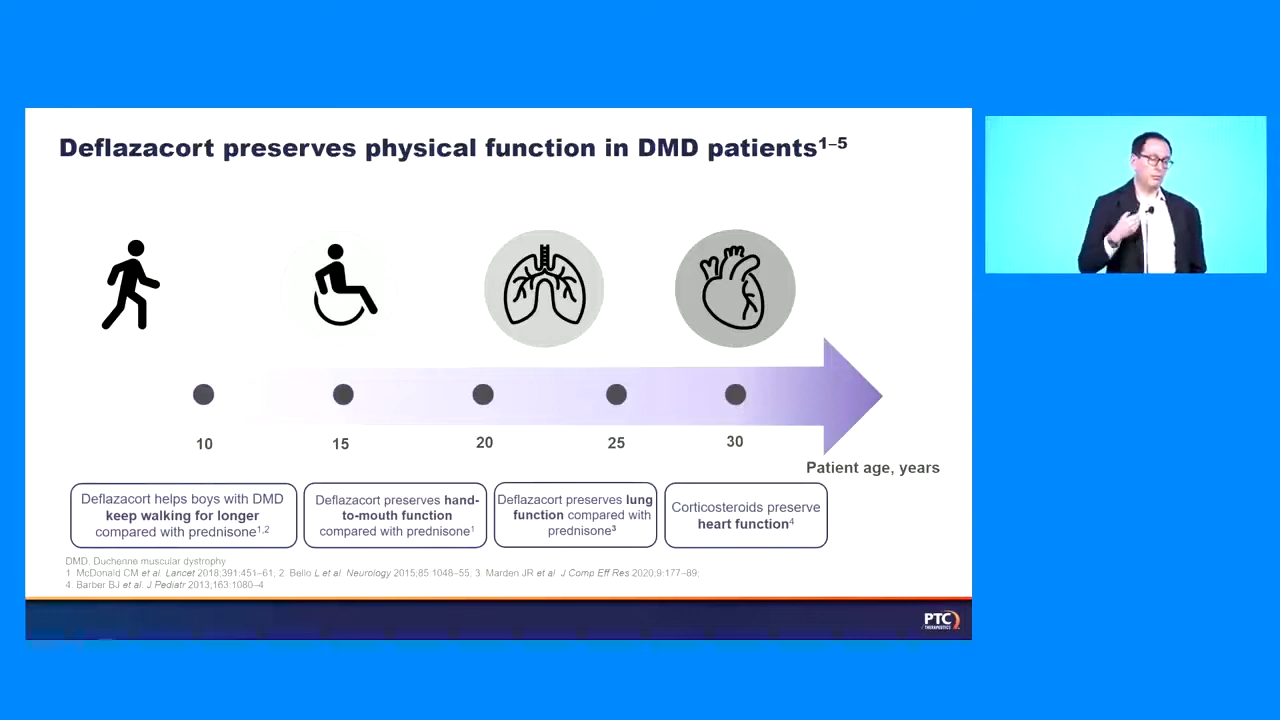 Deflazacort preserves physical function in DMD patients¹⁻⁵
10
15
20
25
30
Patient age, years
Deflazacort helps boys with DMD
keep walking for longer
compared with prednisone¹,²
Deflazacort preserves hand-
to-mouth function
compared with prednisone¹
Deflazacort preserves lung
function compared with
prednisone³
Corticosteroids preserve
heart function⁴
DMD, Duchenne muscular dystrophy
1. McDonald CM et al. Lancet 2018;391:451–61, 2. Bello L et al. Neurology 2015;85:1048–55, 3. Marden JR et al. J Comp Eff Res 2020;9:177–89;
4. Barber BJ et al. J Pediatr 2013;163:1080–4
PTC
THERAPEUTICS